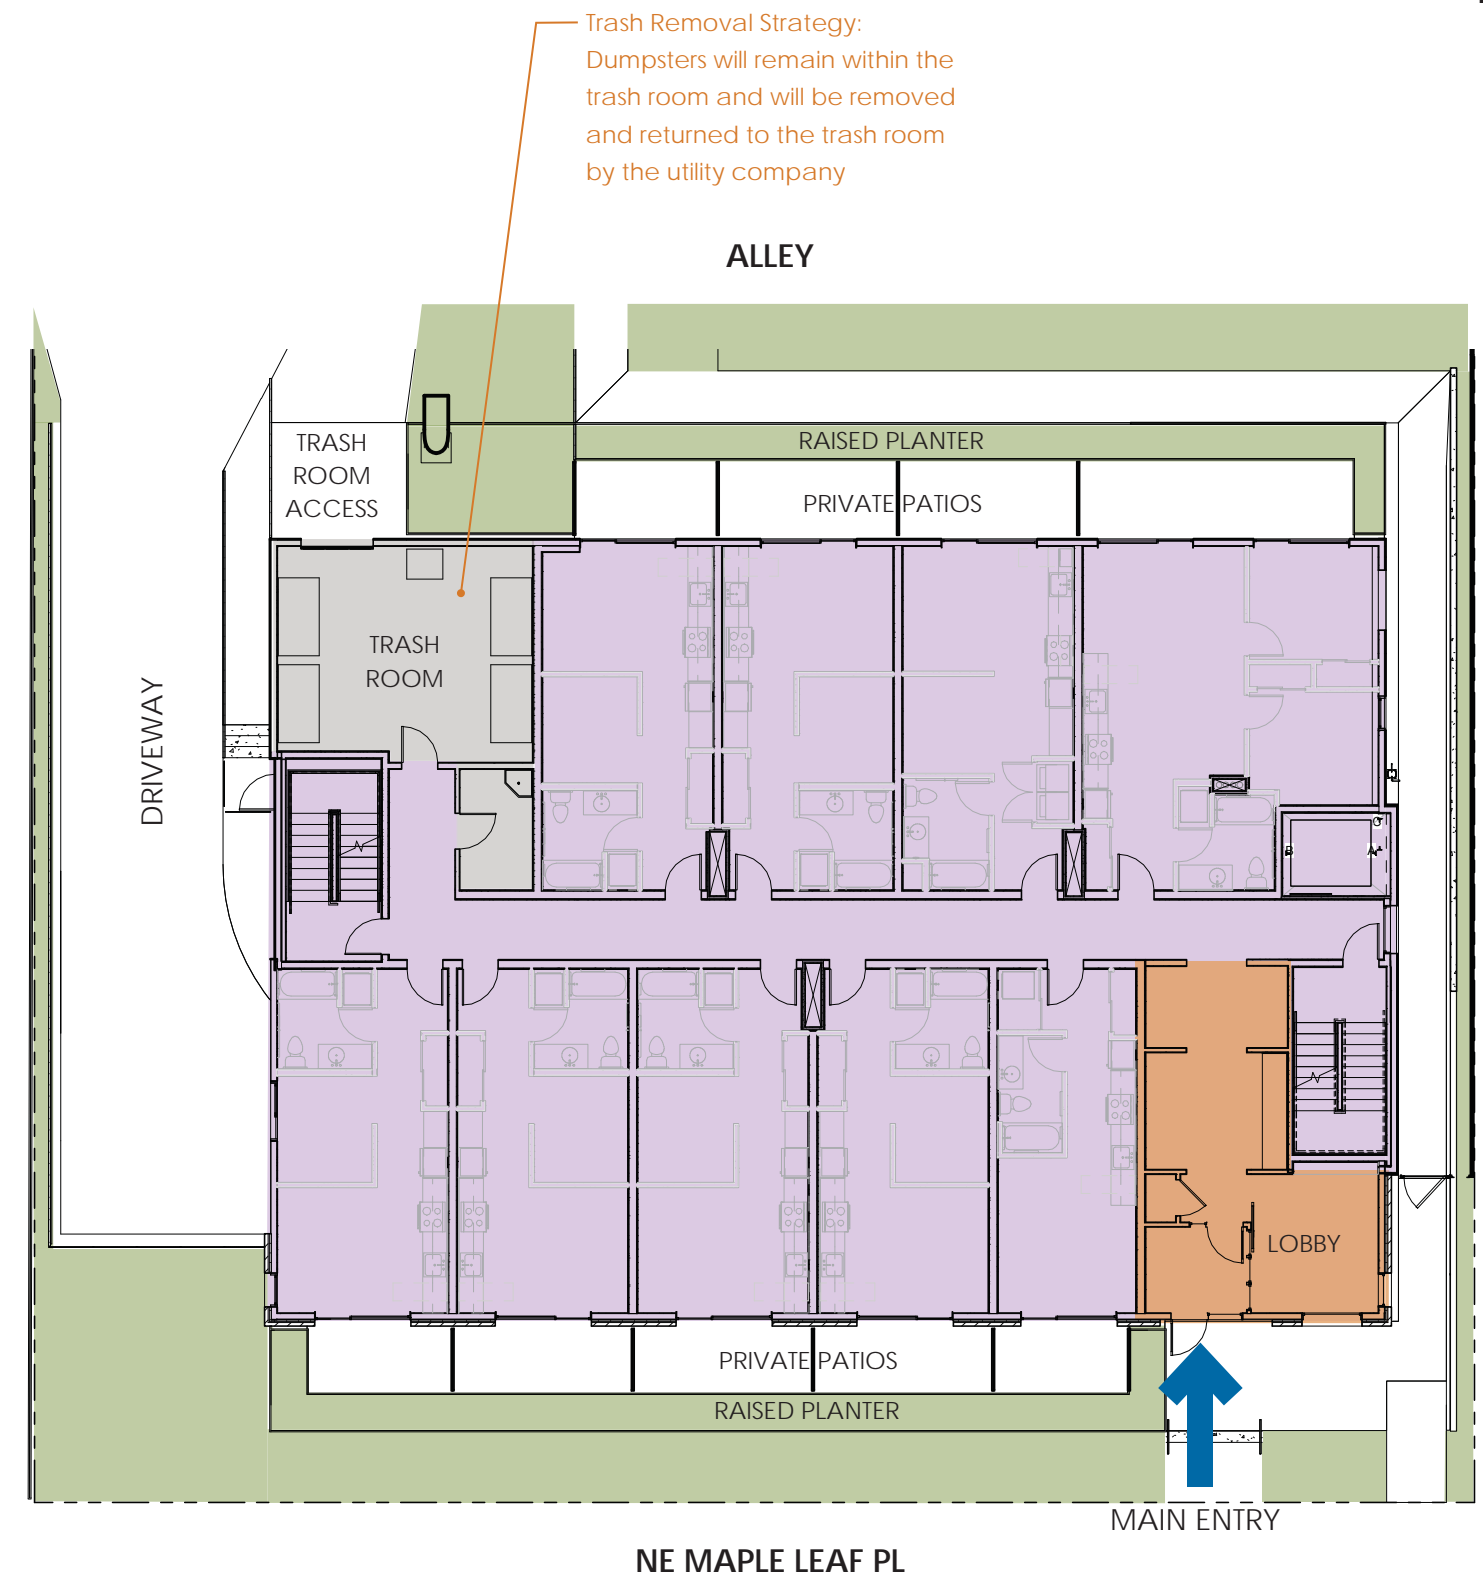 Trash Removal Strategy:
Dumpsters will remain within the
trash room and will be removed
and returned to the trash room
by the utility company
ALLEY
TRASH
ROOM
ACCESS
RAISED PLANTER
PRIVATE PATIOS
TRASH
ROOM
DRIVEWAY
LOBBY
PRIVATE PATIOS
RAISED PLANTER
MAIN ENTRY
NE MAPLE LEAF PL